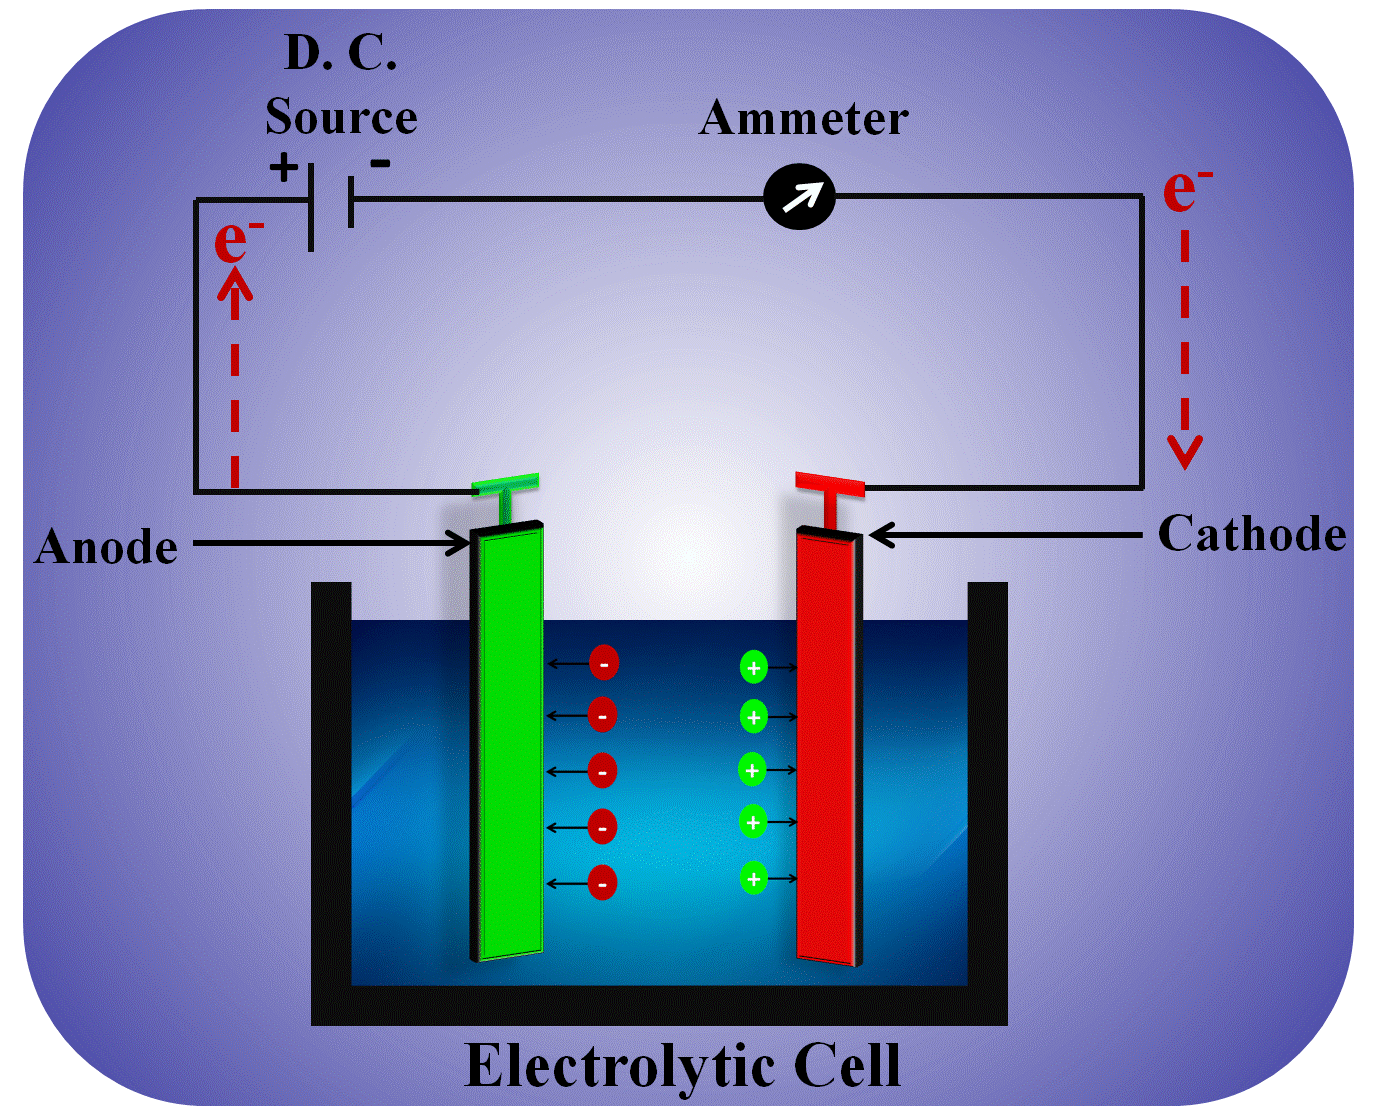 D. C.
Source
Ammeter
+ -
e-
e-
Anode
Cathode
- +
- +
- +
- +
- +
Electrolytic Cell